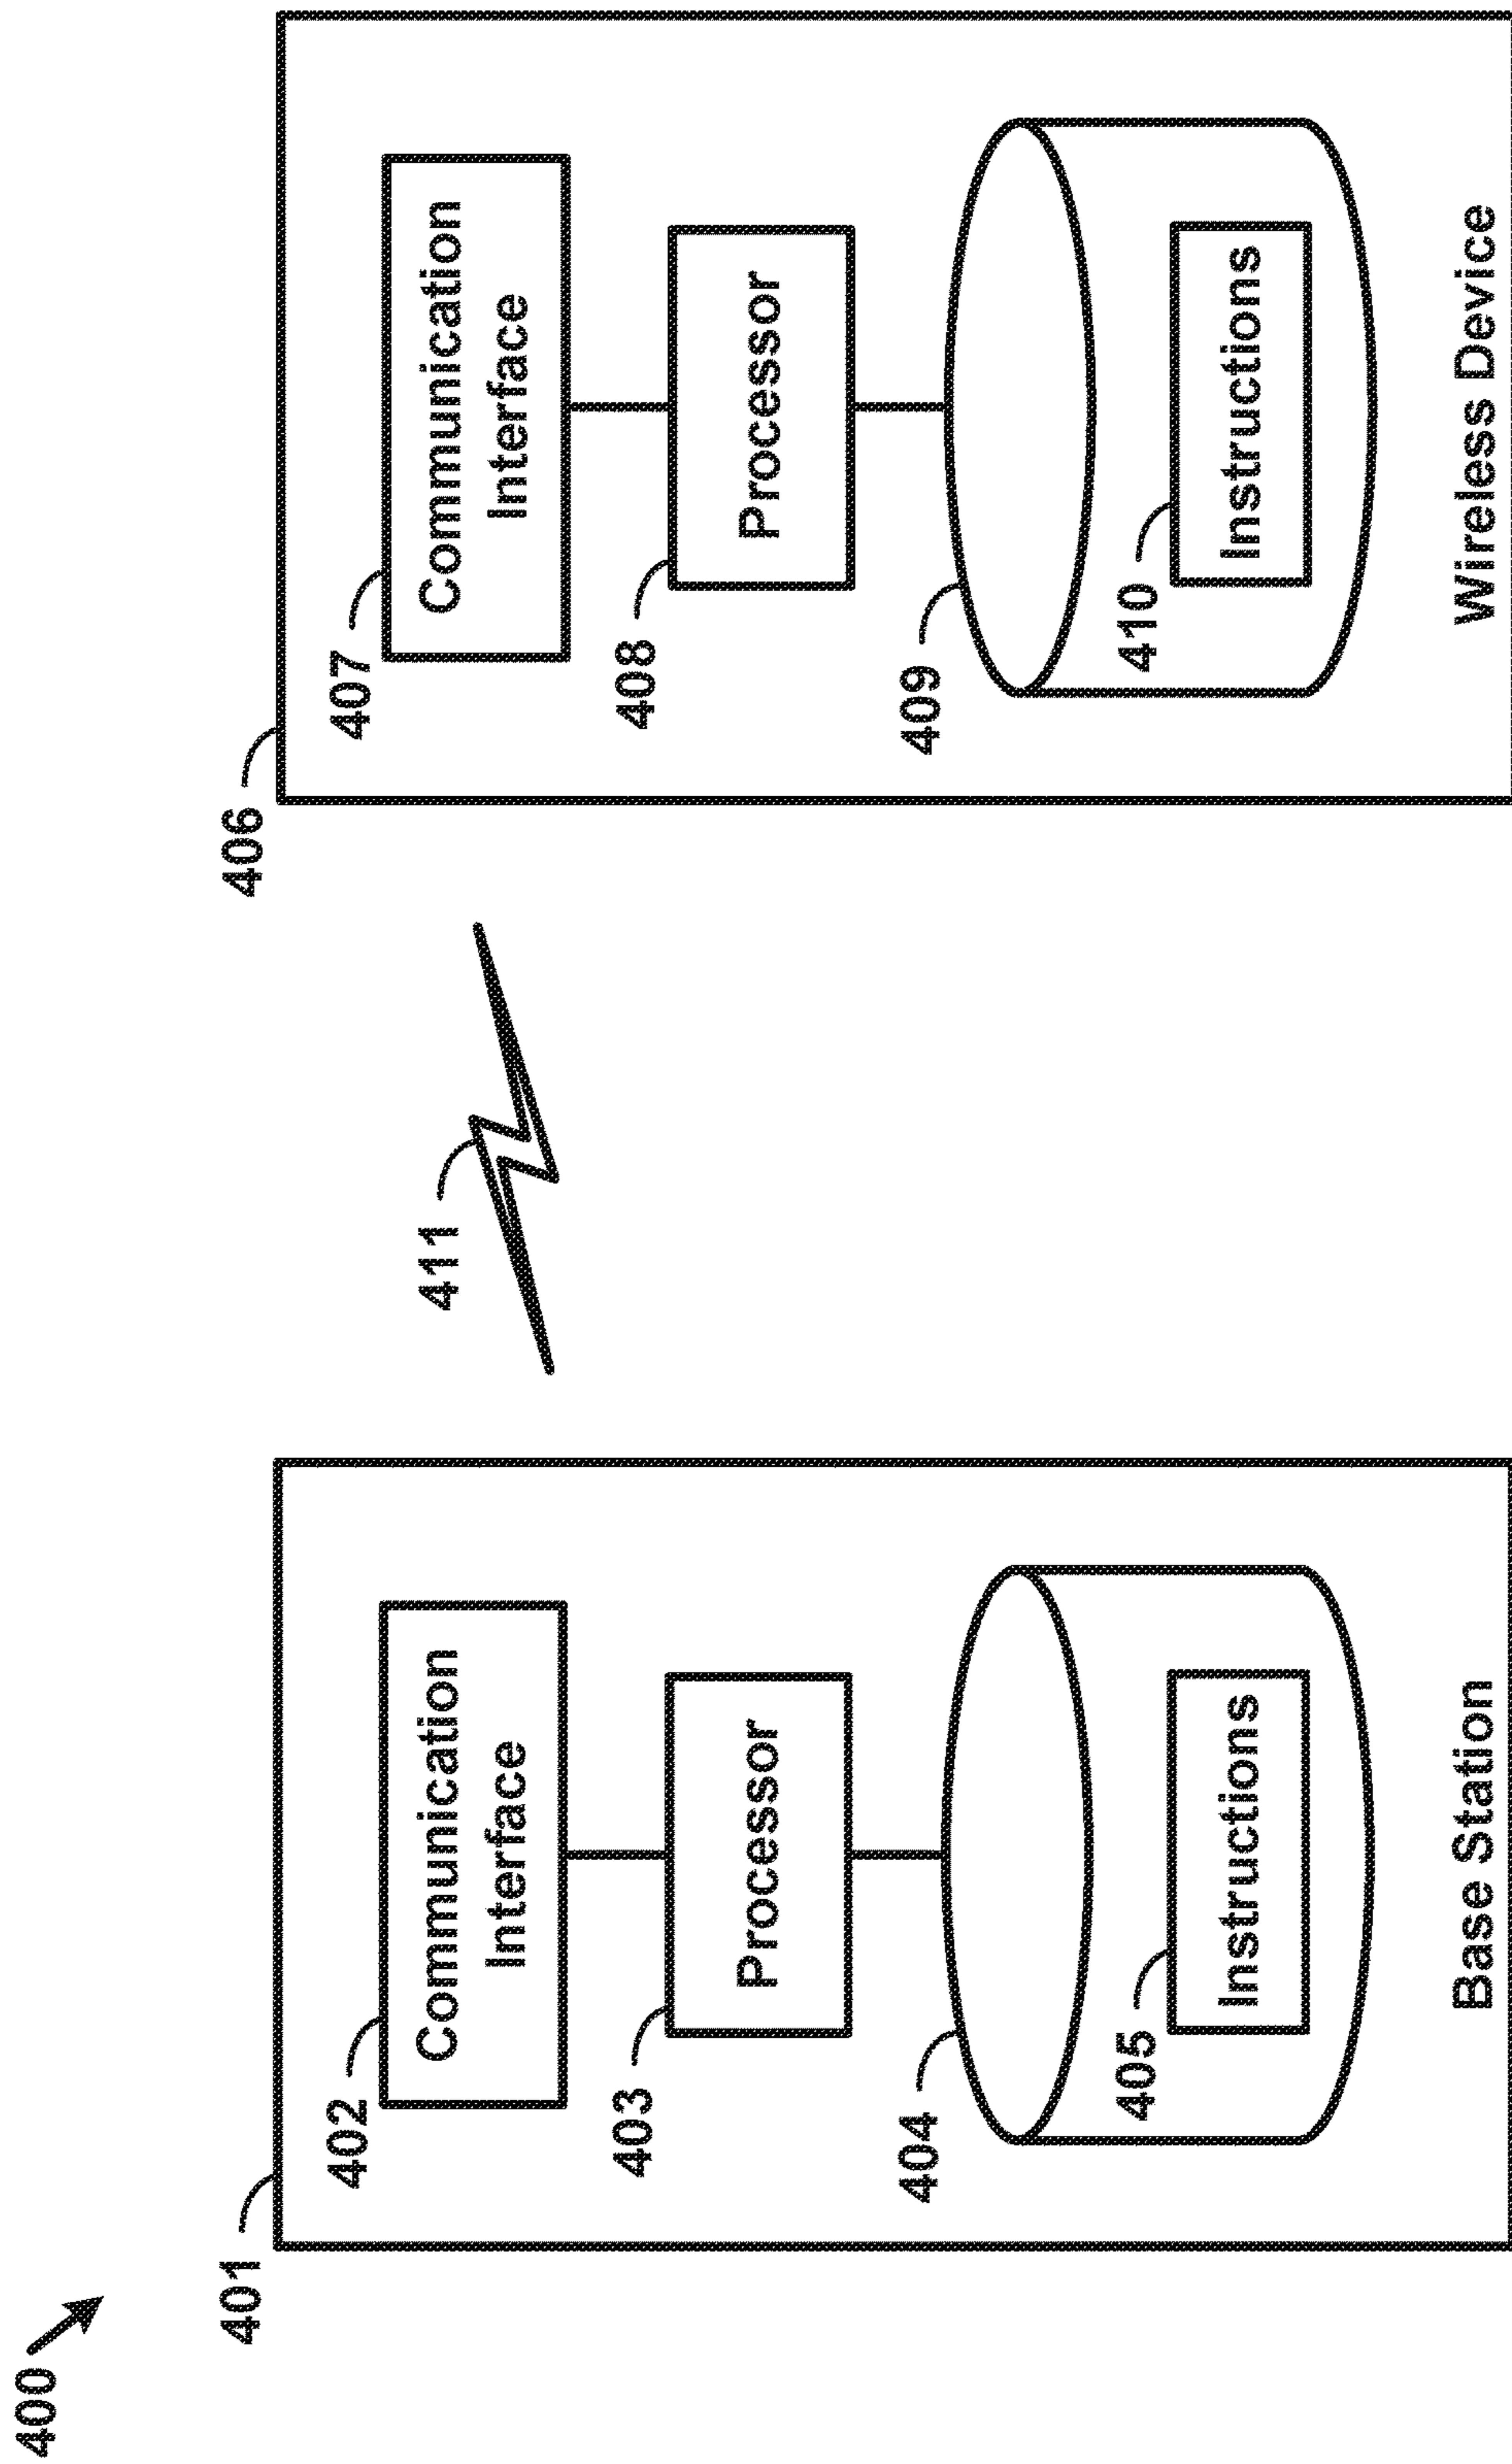 400
401
402
Communication
Interface
403
Processor
404
405
Instructions
Base Station
411
406
407
Communication
Interface
408
Processor
409
410
Instructions
Wireless Device